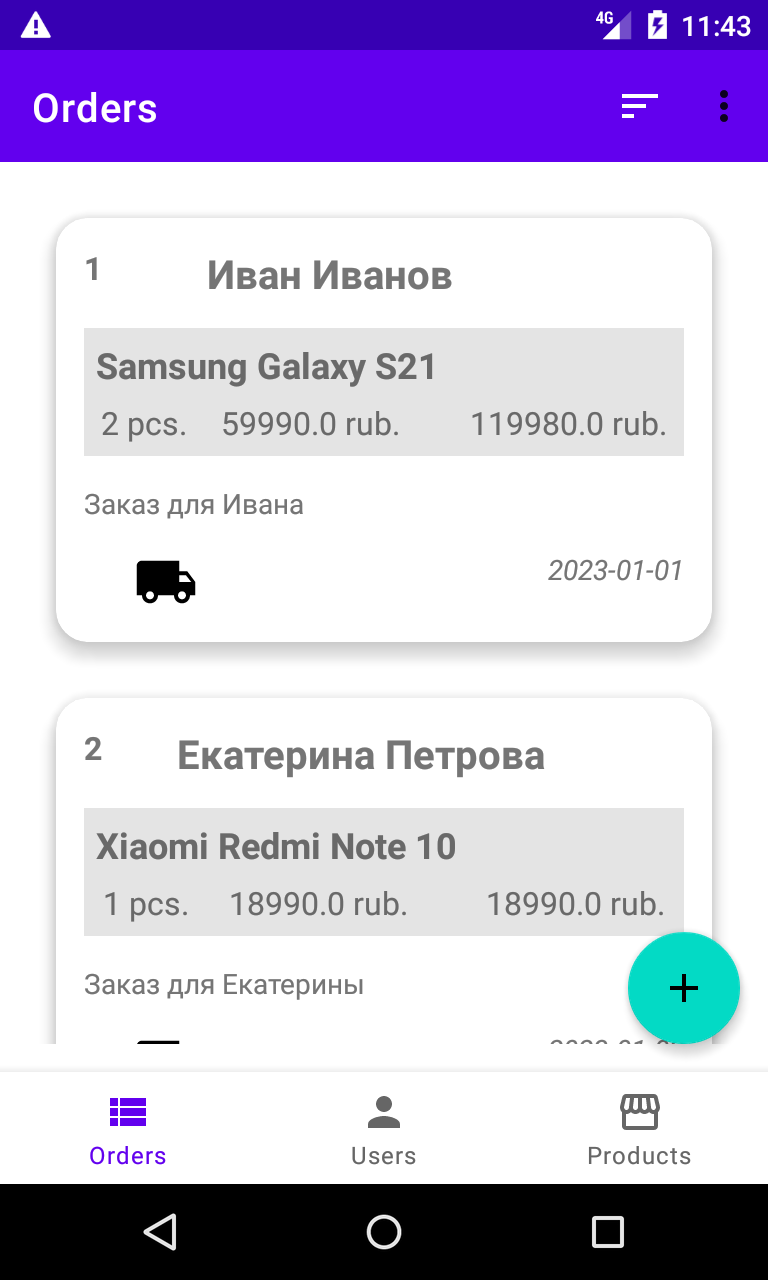 4G 11:43
Orders
1 Иван Иванов
Samsung Galaxy S21
2 pcs. 59990.0 rub. 119980.0 rub.
Заказ для Ивана
2023-01-01
2 Екатерина Петрова
Xiaomi Redmi Note 10
1 pcs. 18990.0 rub. 18990.0 rub.
Заказ для Екатерины
Orders Users Products